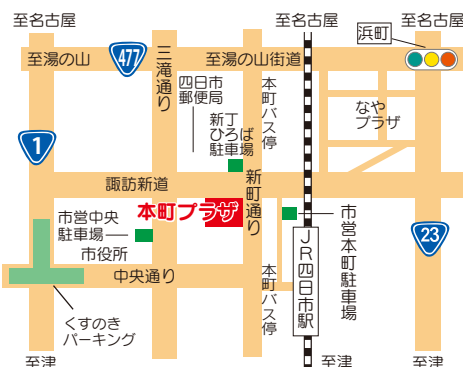 至名古屋
至名古屋
至名古屋
浜町
477
三滝通り
至湯の山
至湯の山街道
四日市
郵便局
本町バス停
新丁
ひろば
駐車場
なや
プラザ
1
諏訪新道
新町通り
本町プラザ
市営中央
駐車場
市役所
市営本町駐車場
23
JR四日市駅
中央通り
本町バス停
くすのき
パーキング
至津
至津
至津